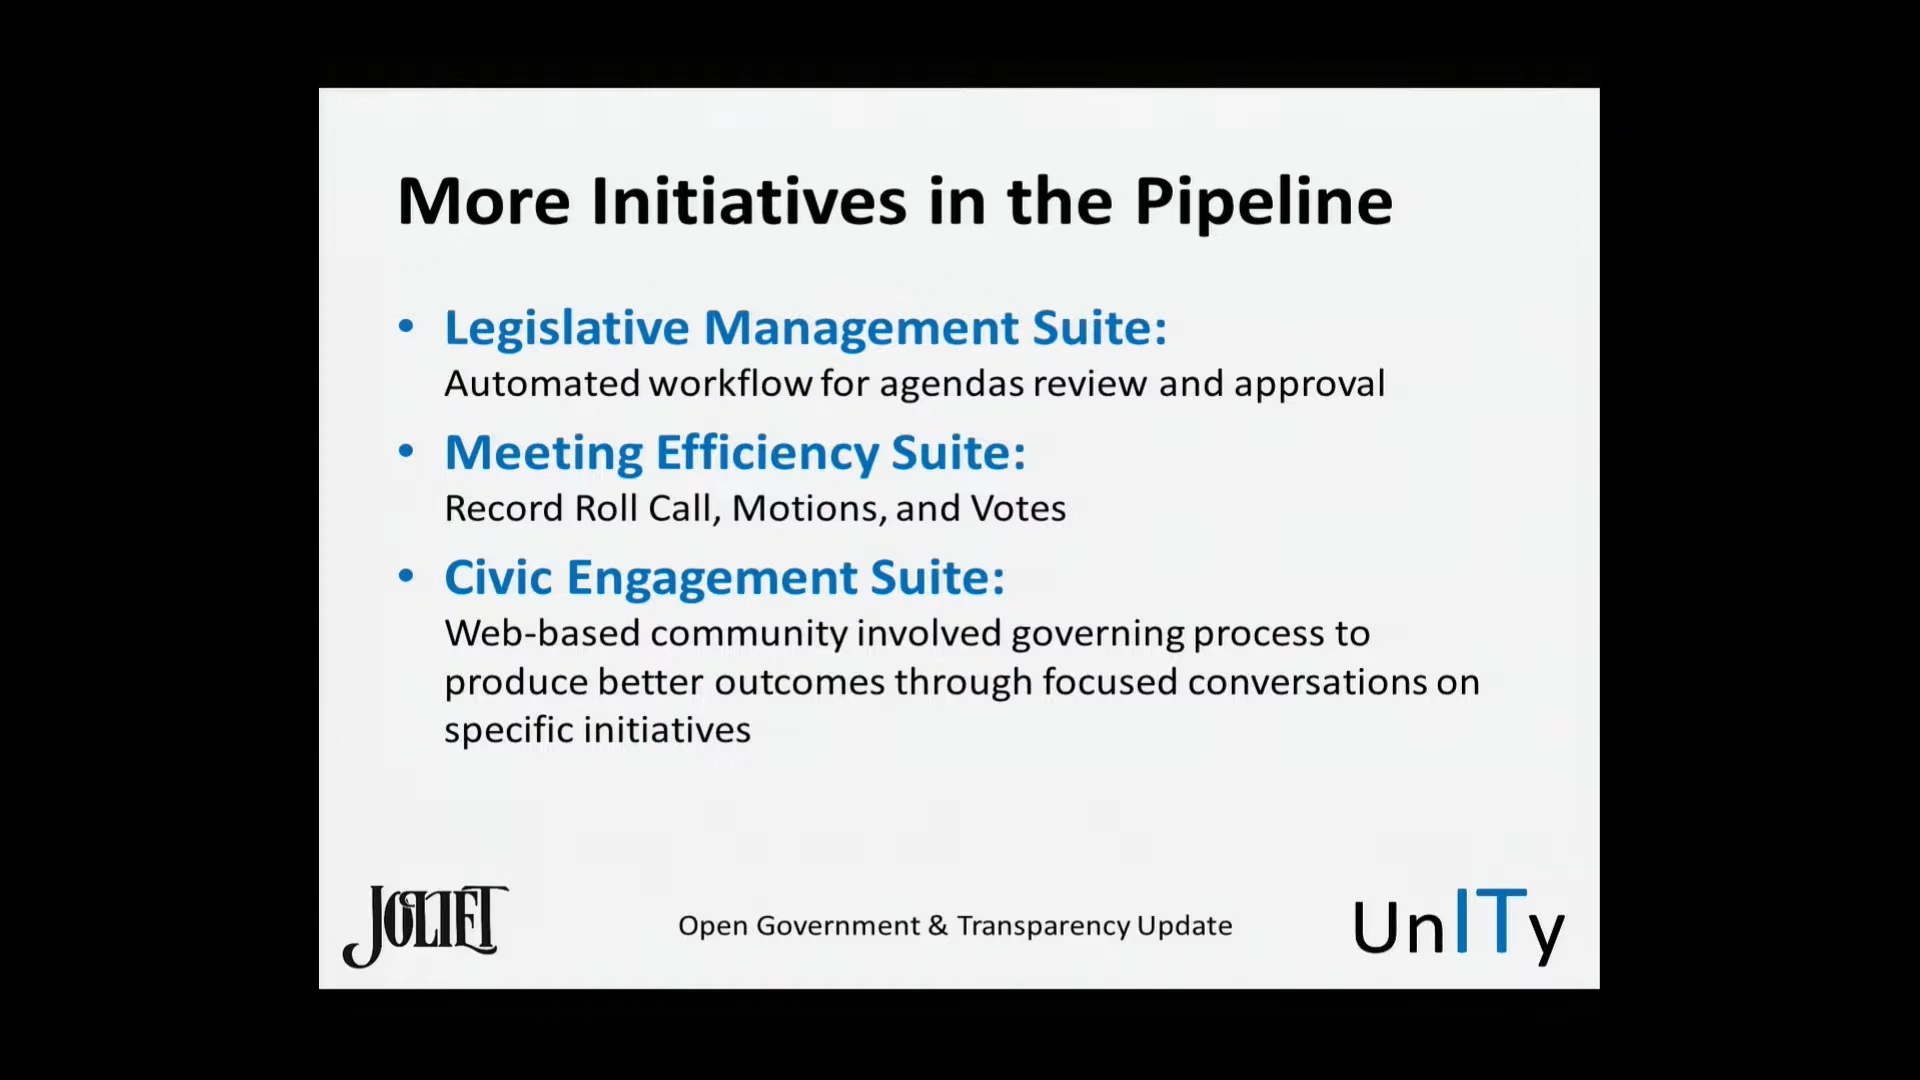 More Initiatives in the Pipeline
• Legislative Management Suite:
Automated workflow for agendas review and approval
• Meeting Efficiency Suite:
Record Roll Call, Motions, and Votes
• Civic Engagement Suite:
Web-based community involved governing process to
produce better outcomes through focused conversations on
specific initiatives
JOLIET
Open Government & Transparency Update
UnITy